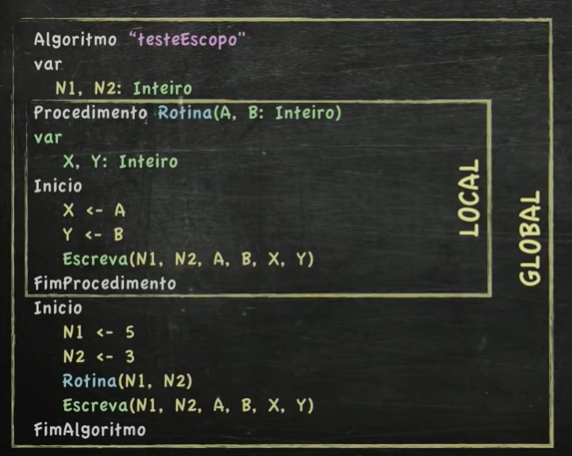 Algoritmo "testeEscopo"
var
N1, N2: Inteiro
Procedimento Rotina(A, B: Inteiro)
var
X, Y: Inteiro
Inicio
X <- A
Y <- B
Escreva(N1, N2, A, B, X, Y)
FimProcedimento
Inicio
N1 <- 5
N2 <- 3
Rotina(N1, N2)
Escreva(N1, N2, A, B, X, Y)
FimAlgoritmo
LOCAL
GLOBAL